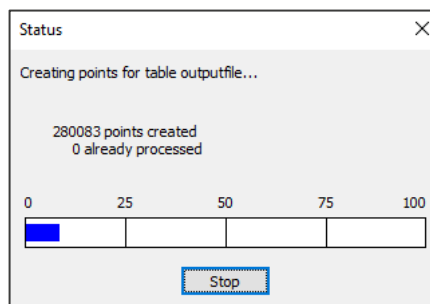 Status
Creating points for table outputfile...
280083 points created
0 already processed
0 25 50 75 100
Stop